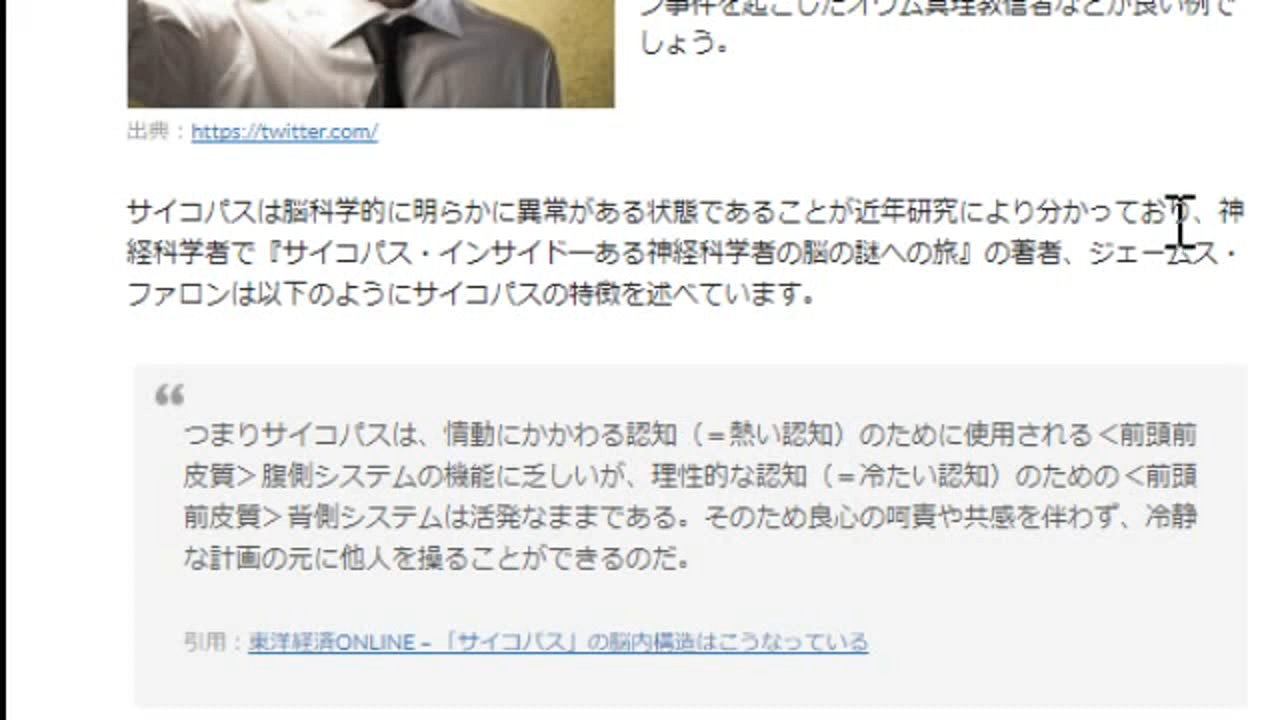 ン事件を起こしたオウム真理教信者などが良い例で
しょう。
出典：https://twitter.com/
サイコパスは脳科学的に明らかに異常がある状態であることが近年研究により分かっており、神
経科学者で『サイコパス・インサイドーある神経科学者の脳の謎への旅』の著者、ジェームス・
ファロンは以下のようにサイコパスの特徴を述べています。
“
つまりサイコパスは、情動にかかわる認知（＝熱い認知）のために使用される＜前頭前
皮質＞腹側システムの機能に乏しいが、理性的な認知（＝冷たい認知）のための＜前頭
前皮質＞背側システムは活発なままである。そのため良心の呵責や共感を伴わず、冷静
な計画の元に他人を操ることができるのだ。
引用：東洋経済ONLINE –「サイコパス」の脳内構造はこうなっている